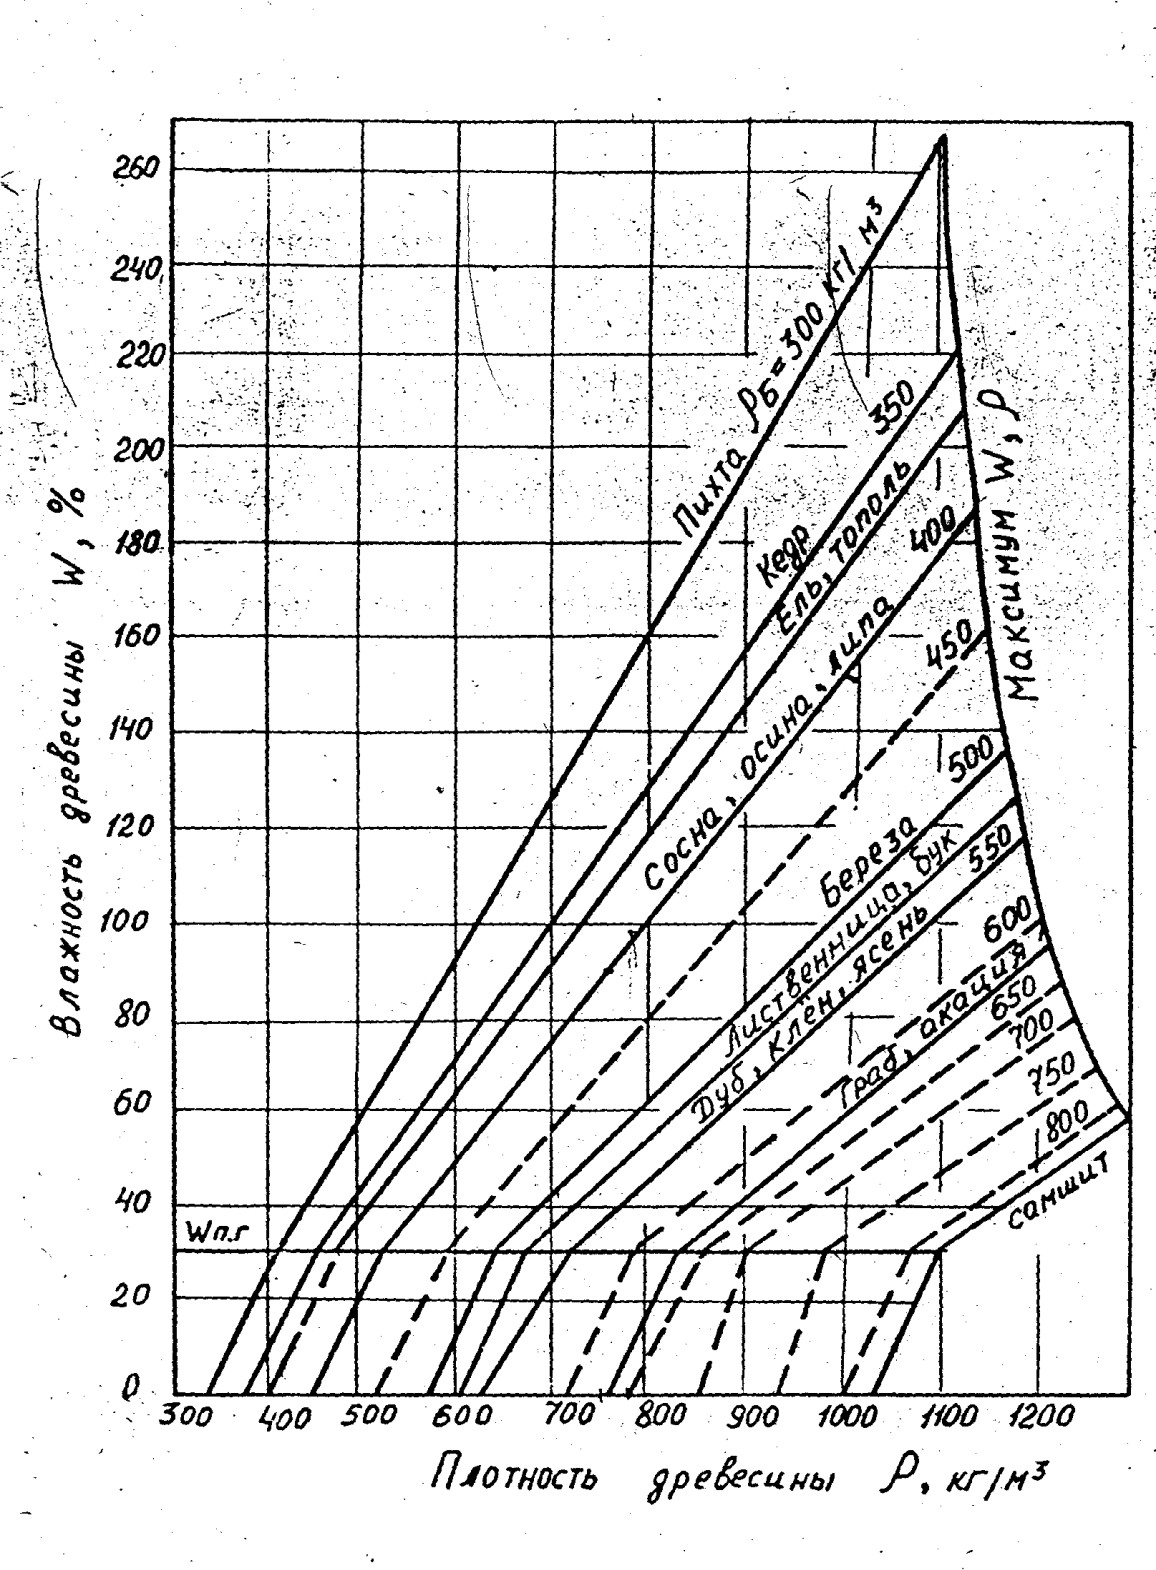 260
240
220
200
180
160
140
120
100
80
60
40
Wп.г
20
0
300 400 500 600 700 800 900 1000 1100 1200
Плотность древесины ρ, кг/м³
Влажность древесины W, %
Пихта ρБ = 300 кг/м³
Кедр 350
Ель, тополь
Сосна, осина, липа 400
450
Береза 500
Лиственница, бук
Дуб, клён, ясень 550
600
Граб, акация
650
700
750
800
самшит
Максимум W, ρ